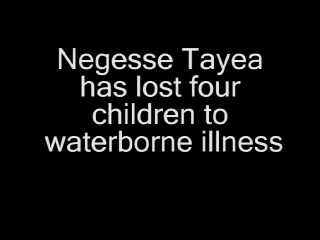 Negesse Tayea
has lost four
children to
waterborne illness